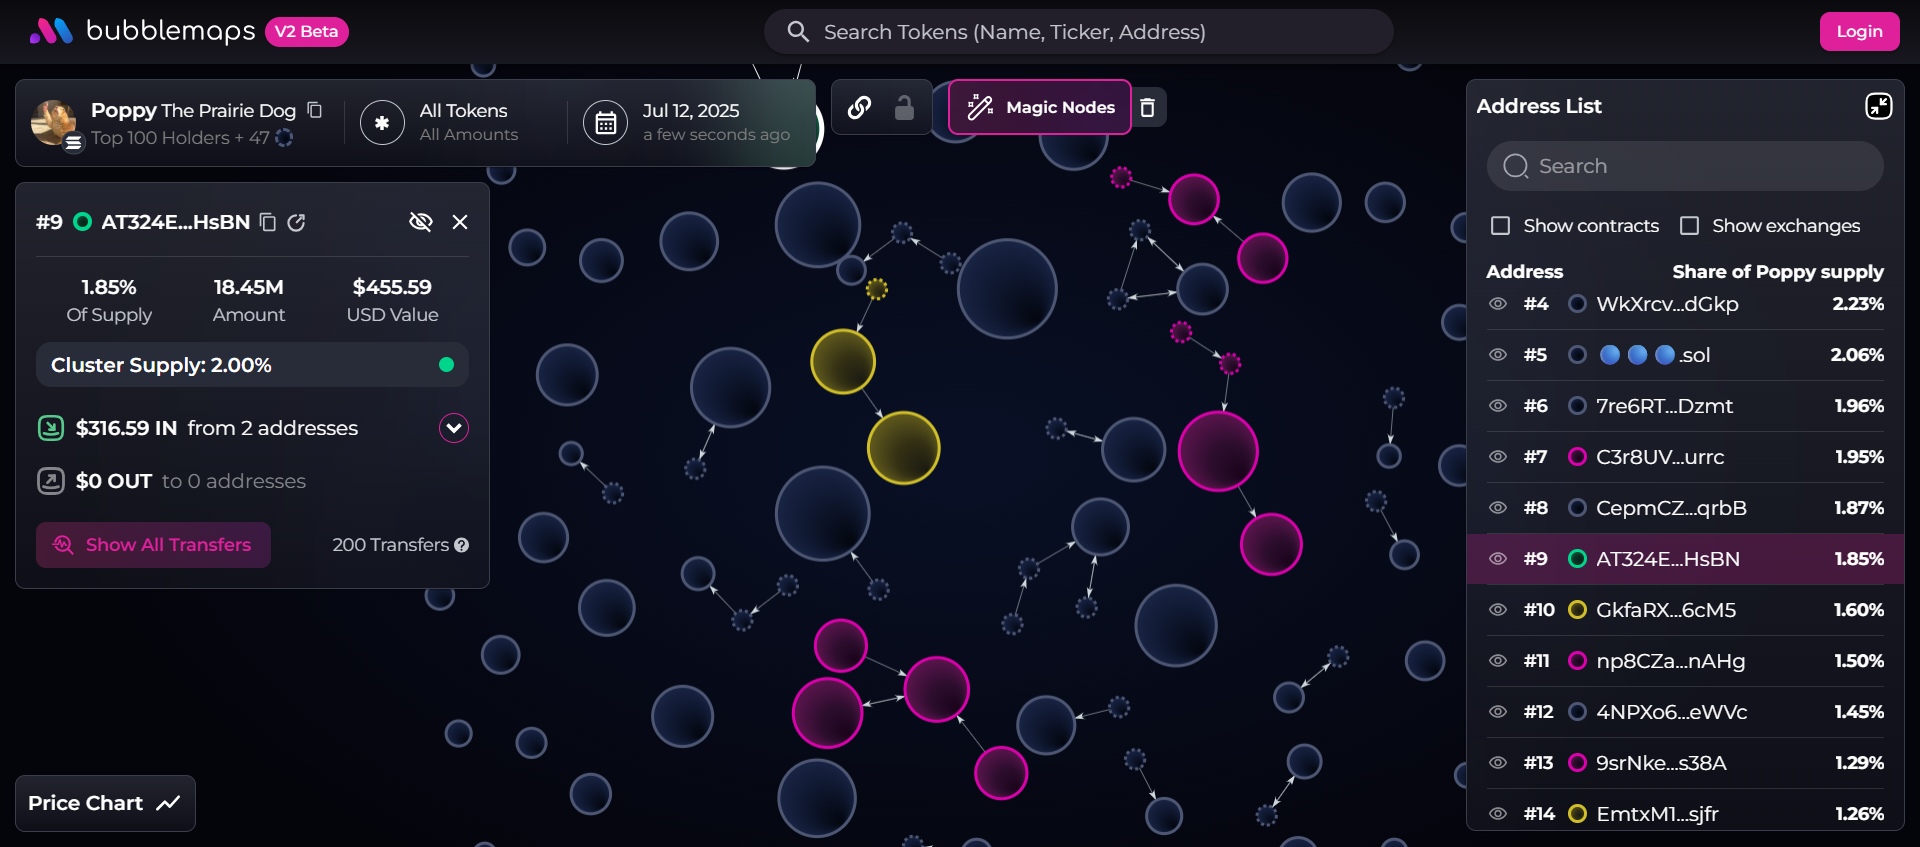 bubblemaps V2 Beta
Search Tokens (Name, Ticker, Address)
Login
Poppy The Prairie Dog
Top 100 Holders + 47
All Tokens
All Amounts
Jul 12, 2025
a few seconds ago
Magic Nodes
#9 AT324E...HsBN
1.85% 18.45M $455.59
Of Supply Amount USD Value
Cluster Supply: 2.00%
$316.59 IN from 2 addresses
$0 OUT to 0 addresses
Show All Transfers 200 Transfers ?
Price Chart
Address List
Search
Show contracts Show exchanges
Address Share of Poppy supply
#4 WkXrcv...dGkp 2.23%
#5 🔵🔵🔵.sol 2.06%
#6 7re6RT...Dzmt 1.96%
#7 C3r8UV...urrc 1.95%
#8 CepmCZ...qrbB 1.87%
#9 AT324E...HsBN 1.85%
#10 GkfaRX...6cM5 1.60%
#11 np8CZa...nAHg 1.50%
#12 4NPXo6...eWVc 1.45%
#13 9srNke...s38A 1.29%
#14 EmtxM1...sjfr 1.26%